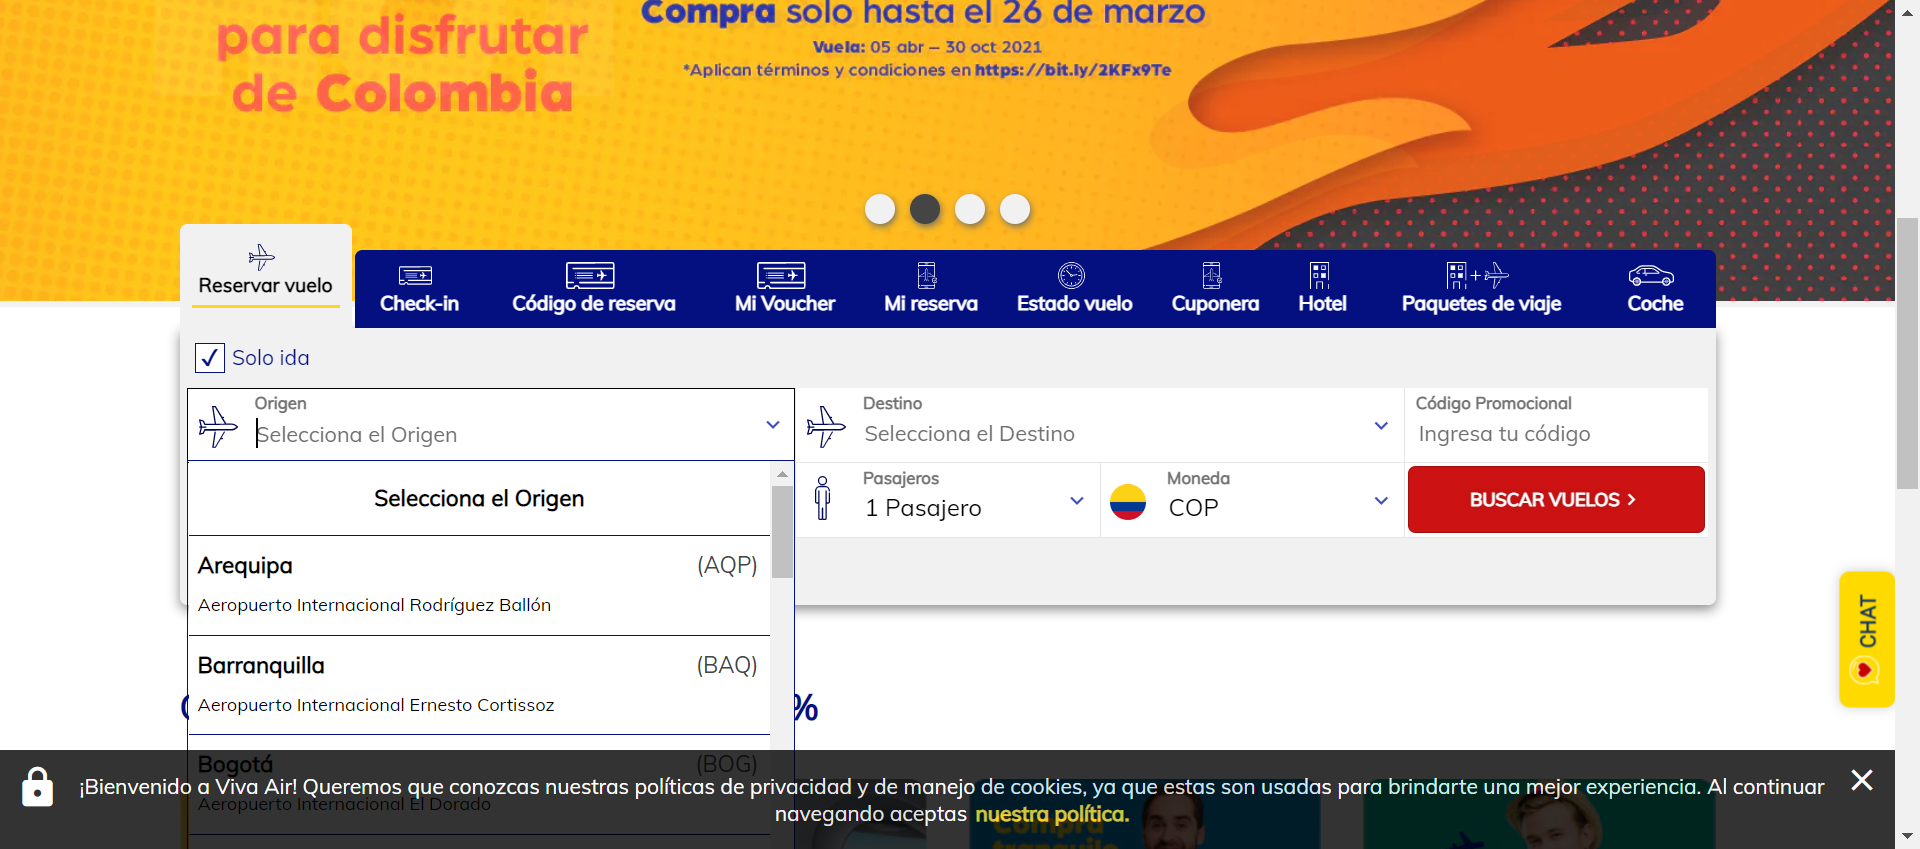 para disfrutar
de Colombia
Compra solo hasta el 26 de marzo
Vuela: 05 abr – 30 oct 2021
*Aplican términos y condiciones en https://bit.ly/2KFx9Te
Reservar vuelo
Check-in
Código de reserva
Mi Voucher
Mi reserva
Estado vuelo
Cuponera
Hotel
Paquetes de viaje
Coche
Solo ida
Origen
Selecciona el Origen
Destino
Selecciona el Destino
Código Promocional
Ingresa tu código
Pasajeros
1 Pasajero
Moneda
COP
BUSCAR VUELOS
Selecciona el Origen
Arequipa (AQP)
Aeropuerto Internacional Rodríguez Ballón
Barranquilla (BAQ)
Aeropuerto Internacional Ernesto Cortissoz
Bogotá (BOG)
Aeropuerto Internacional El Dorado
%
CHAT
¡Bienvenido a Viva Air! Queremos que conozcas nuestras políticas de privacidad y de manejo de cookies, ya que estas son usadas para brindarte una mejor experiencia. Al continuar
navegando aceptas nuestra política.
Compra
tranquilo